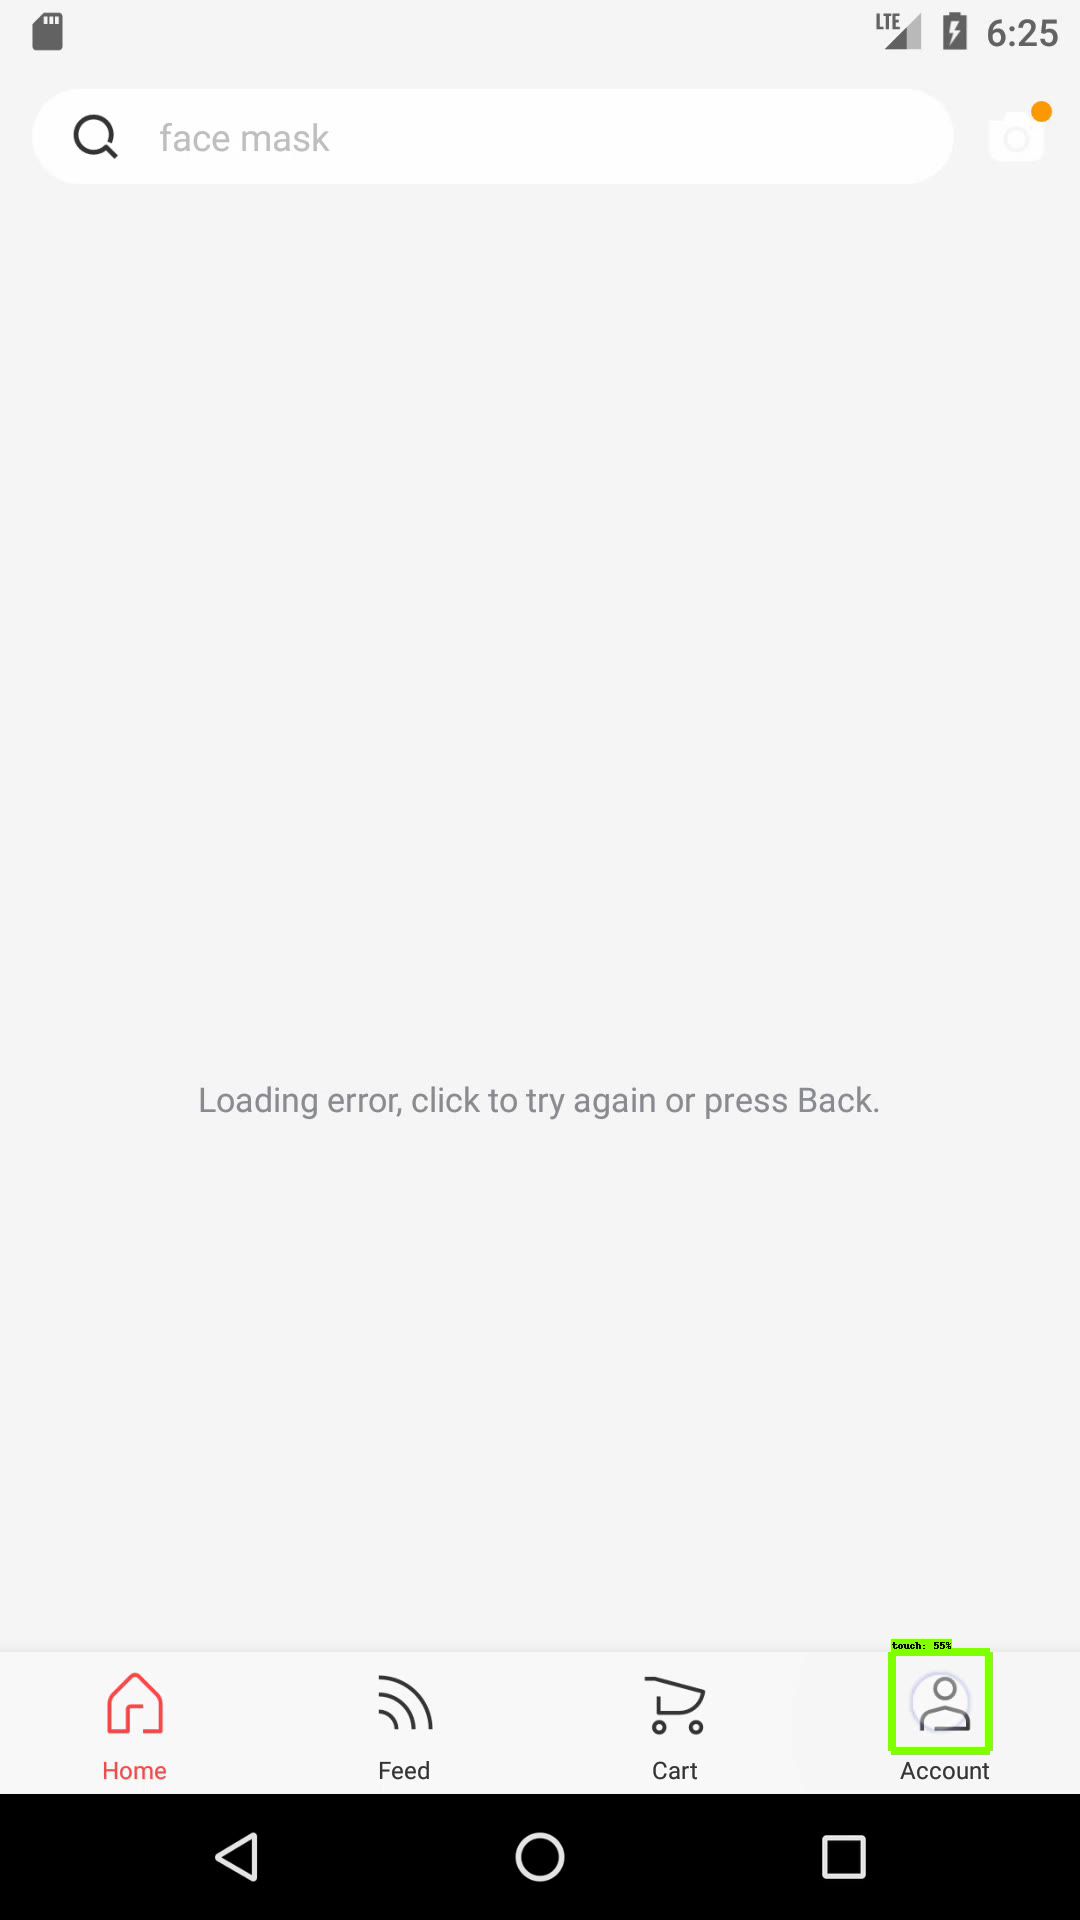 LTE 6:25
face mask
Loading error, click to try again or press Back.
touch: 55%
Home Feed Cart Account